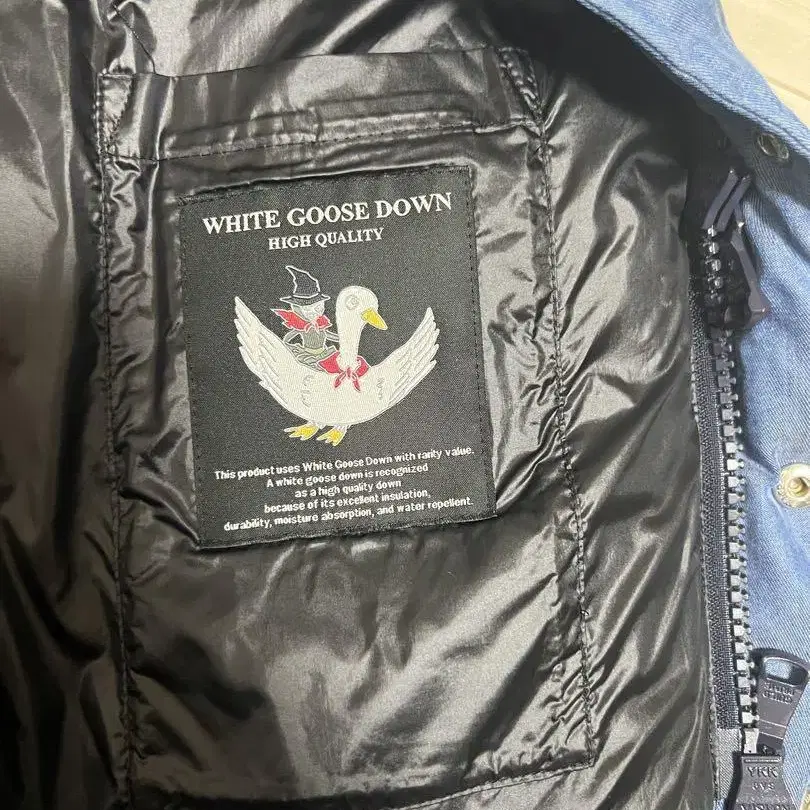 WHITE GOOSE DOWN
HIGH QUALITY
This product uses White Goose Down with rarity value.
A white goose down is recognized
as a high quality down
because of its excellent insulation,
durability, moisture absorption, and water repellent.
YKK